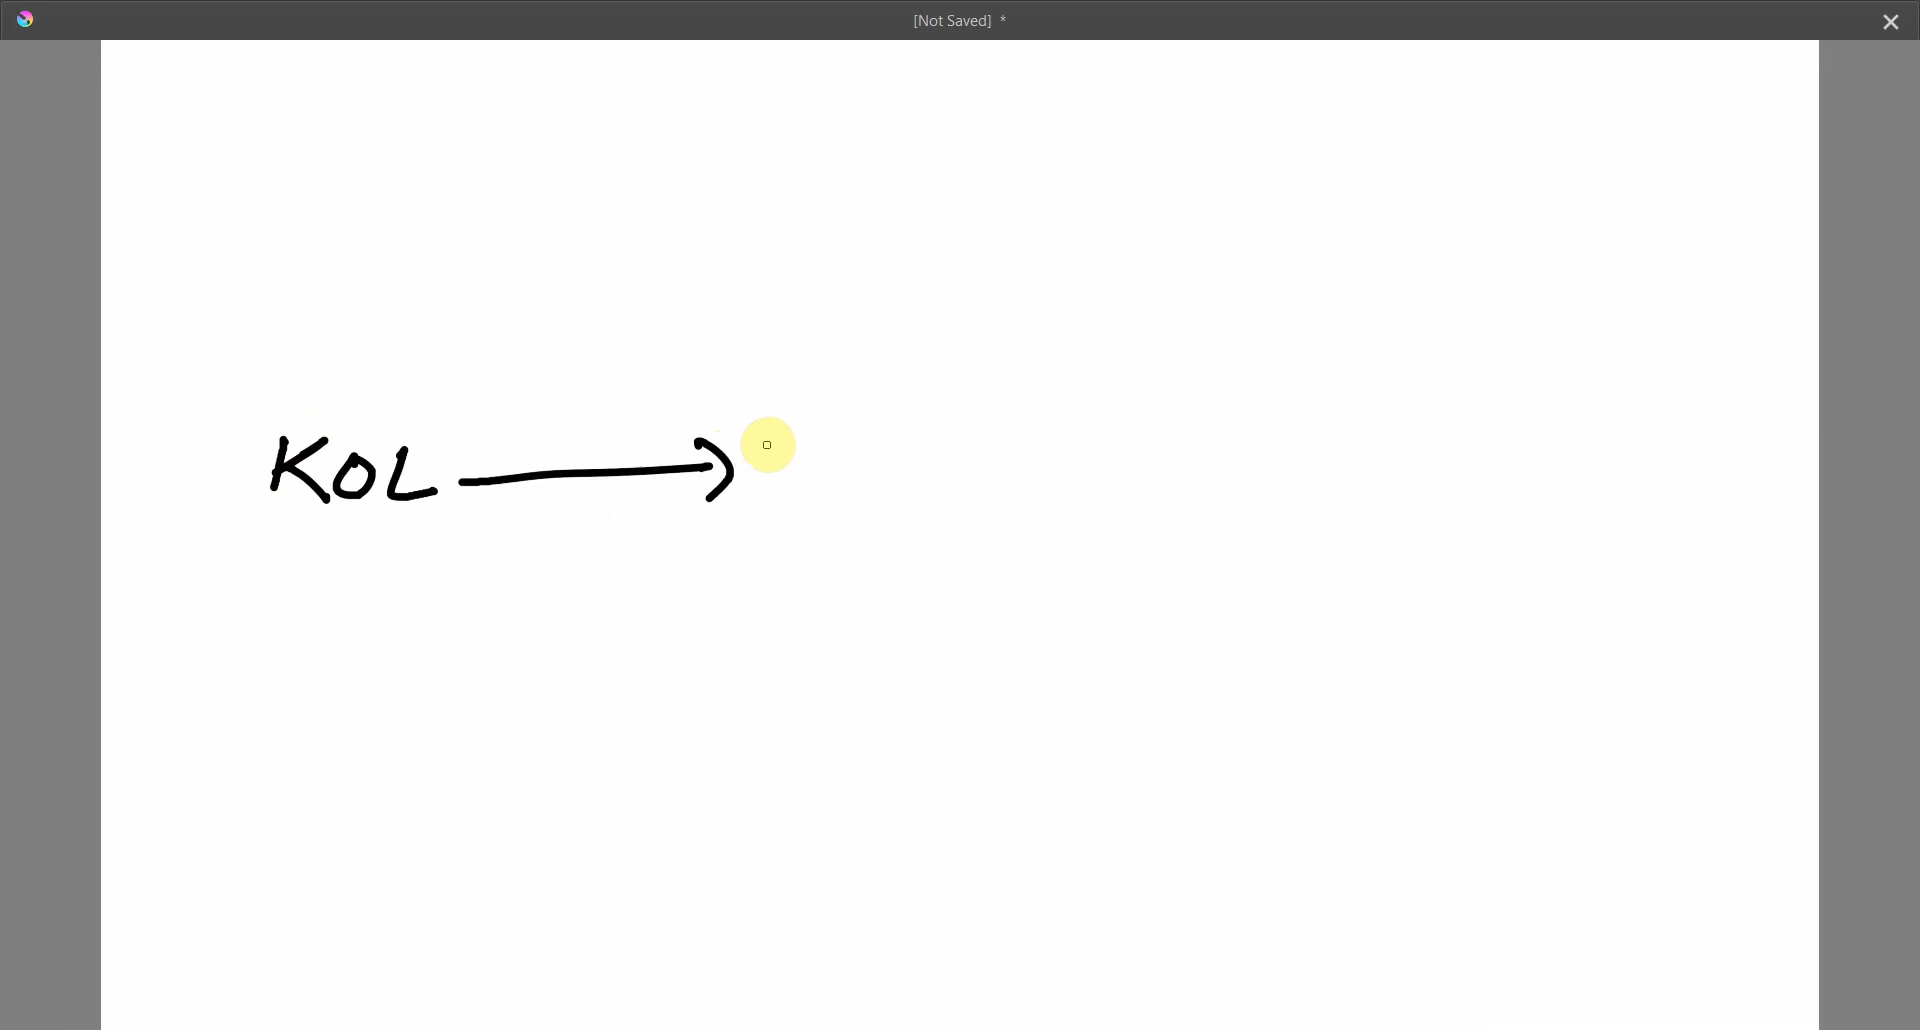 [Not Saved] *
KOL →